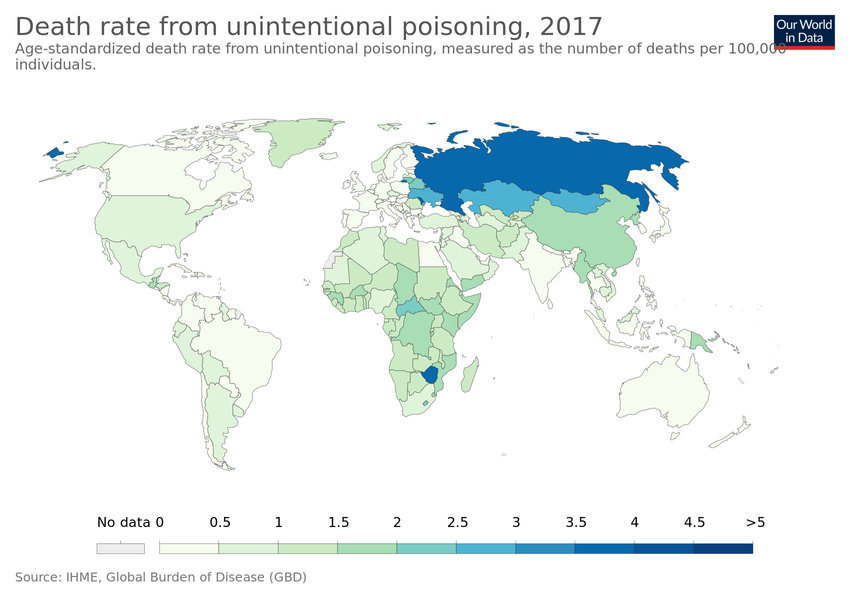 Death rate from unintentional poisoning, 2017
Our World
in Data
Age-standardized death rate from unintentional poisoning, measured as the number of deaths per 100,000
individuals.
No data 0 0.5 1 1.5 2 2.5 3 3.5 4 4.5 >5
Source: IHME, Global Burden of Disease (GBD)